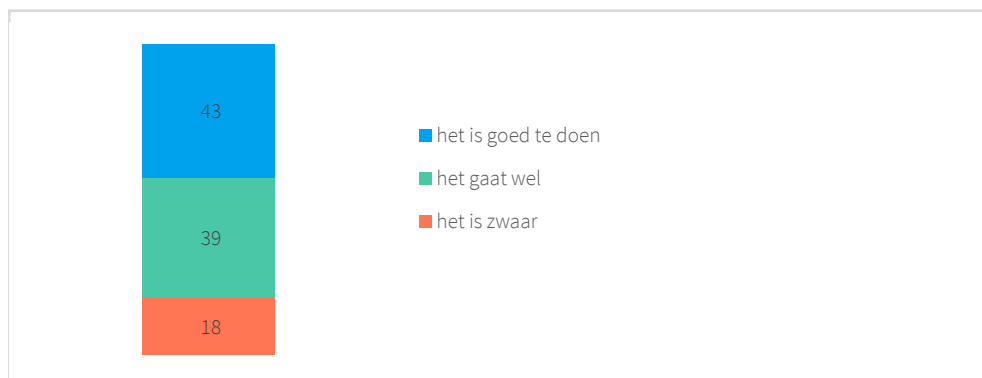 43
het is goed te doen
het gaat wel
39
het is zwaar
18